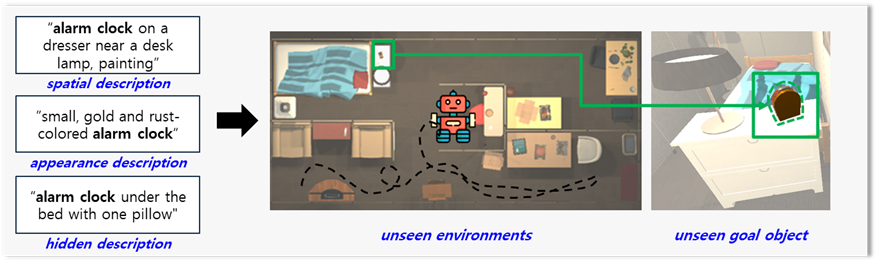 “alarm clock on a
dresser near a desk
lamp, painting”
spatial description
“small, gold and rust-
colored alarm clock”
appearance description
“alarm clock under the
bed with one pillow”
hidden description
unseen environments
unseen goal object